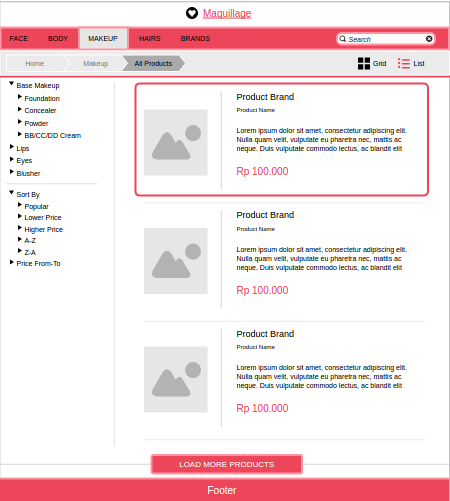 Maquillage
FACE BODY MAKEUP HAIRS BRANDS Search
Home Makeup All Products Grid List
Base Makeup
Foundation
Concealer
Powder
BB/CC/DD Cream
Lips
Eyes
Blusher
Sort By
Popular
Lower Price
Higher Price
A-Z
Z-A
Price From-To
Product Brand
Product Name
Lorem ipsum dolor sit amet, consectetur adipiscing elit.
Nulla quam velit, vulputate eu pharetra nec, mattis ac
neque. Duis vulputate commodo lectus, ac blandit elit
Rp 100.000
Product Brand
Product Name
Lorem ipsum dolor sit amet, consectetur adipiscing elit.
Nulla quam velit, vulputate eu pharetra nec, mattis ac
neque. Duis vulputate commodo lectus, ac blandit elit
Rp 100.000
Product Brand
Product Name
Lorem ipsum dolor sit amet, consectetur adipiscing elit.
Nulla quam velit, vulputate eu pharetra nec, mattis ac
neque. Duis vulputate commodo lectus, ac blandit elit
Rp 100.000
LOAD MORE PRODUCTS
Footer